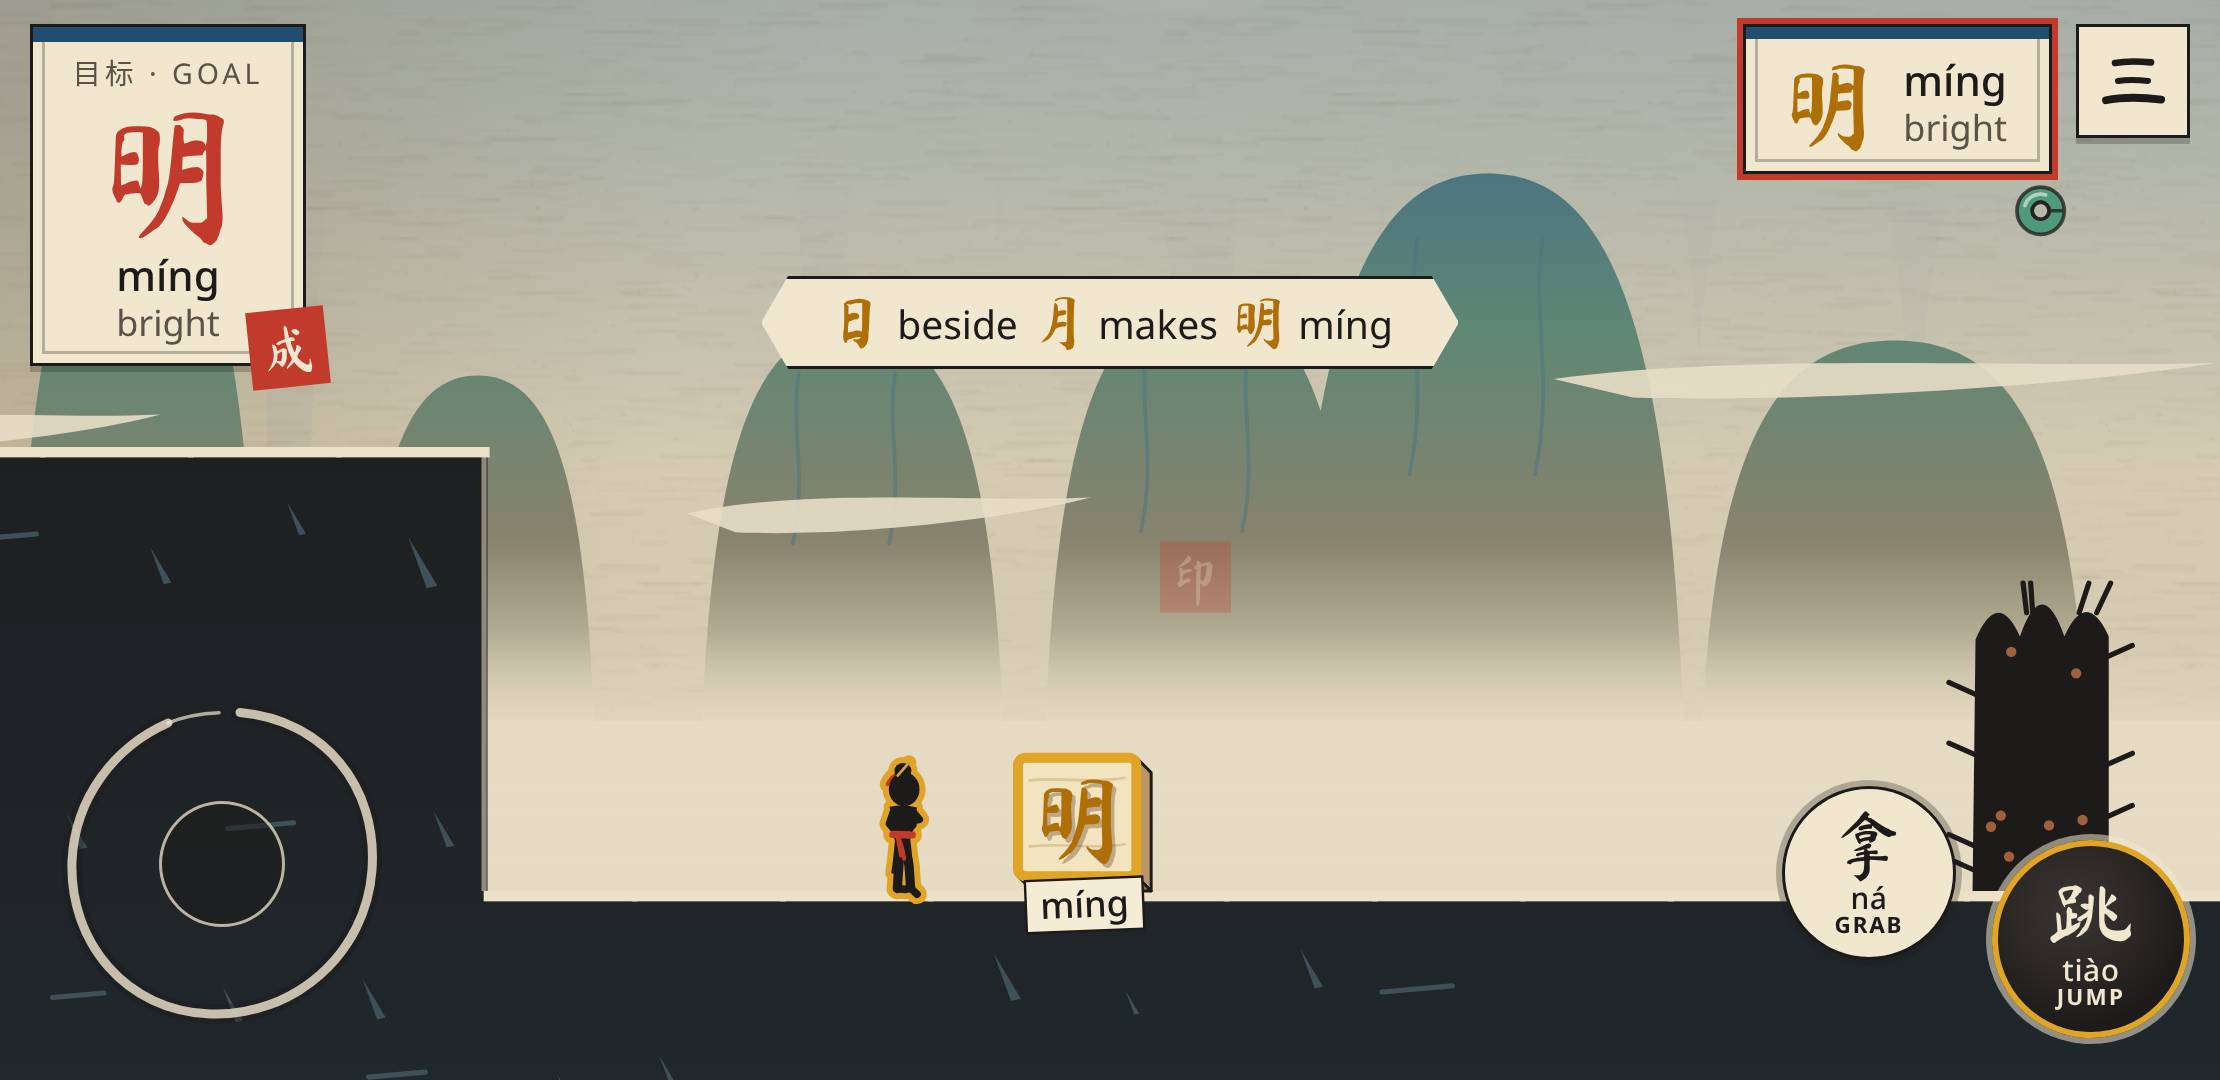 目标 · GOAL
明
míng
bright
成
明 míng
bright
三
日 beside 月 makes 明 míng
印
明
míng
拿
ná
GRAB
跳
tiào
JUMP